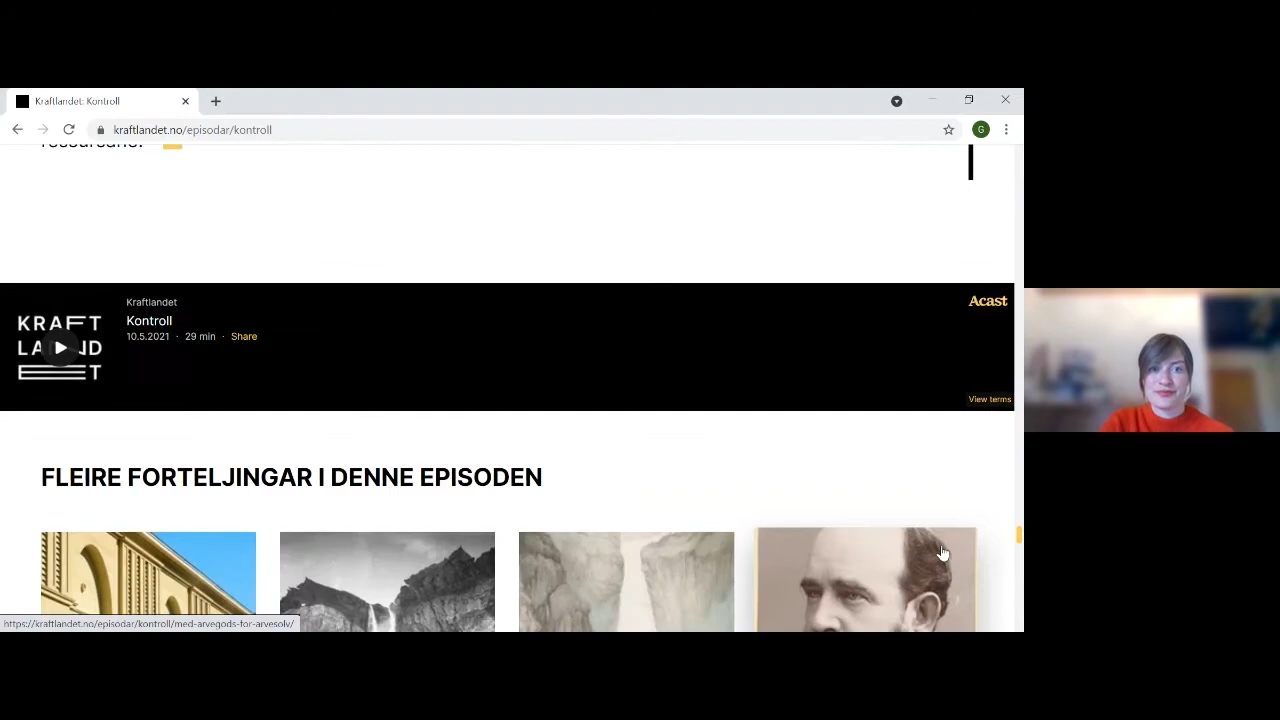 Kraftlandet: Kontroll
kraftlandet.no/episodar/kontroll
G
Kraftlandet
Acast
KRAFT
LAND
ET
Kontroll
10.5.2021 · 29 min · Share
View terms
FLEIRE FORTELJINGAR I DENNE EPISODEN
https://kraftlandet.no/episodar/kontroll/med-arvegods-for-arvesolv/